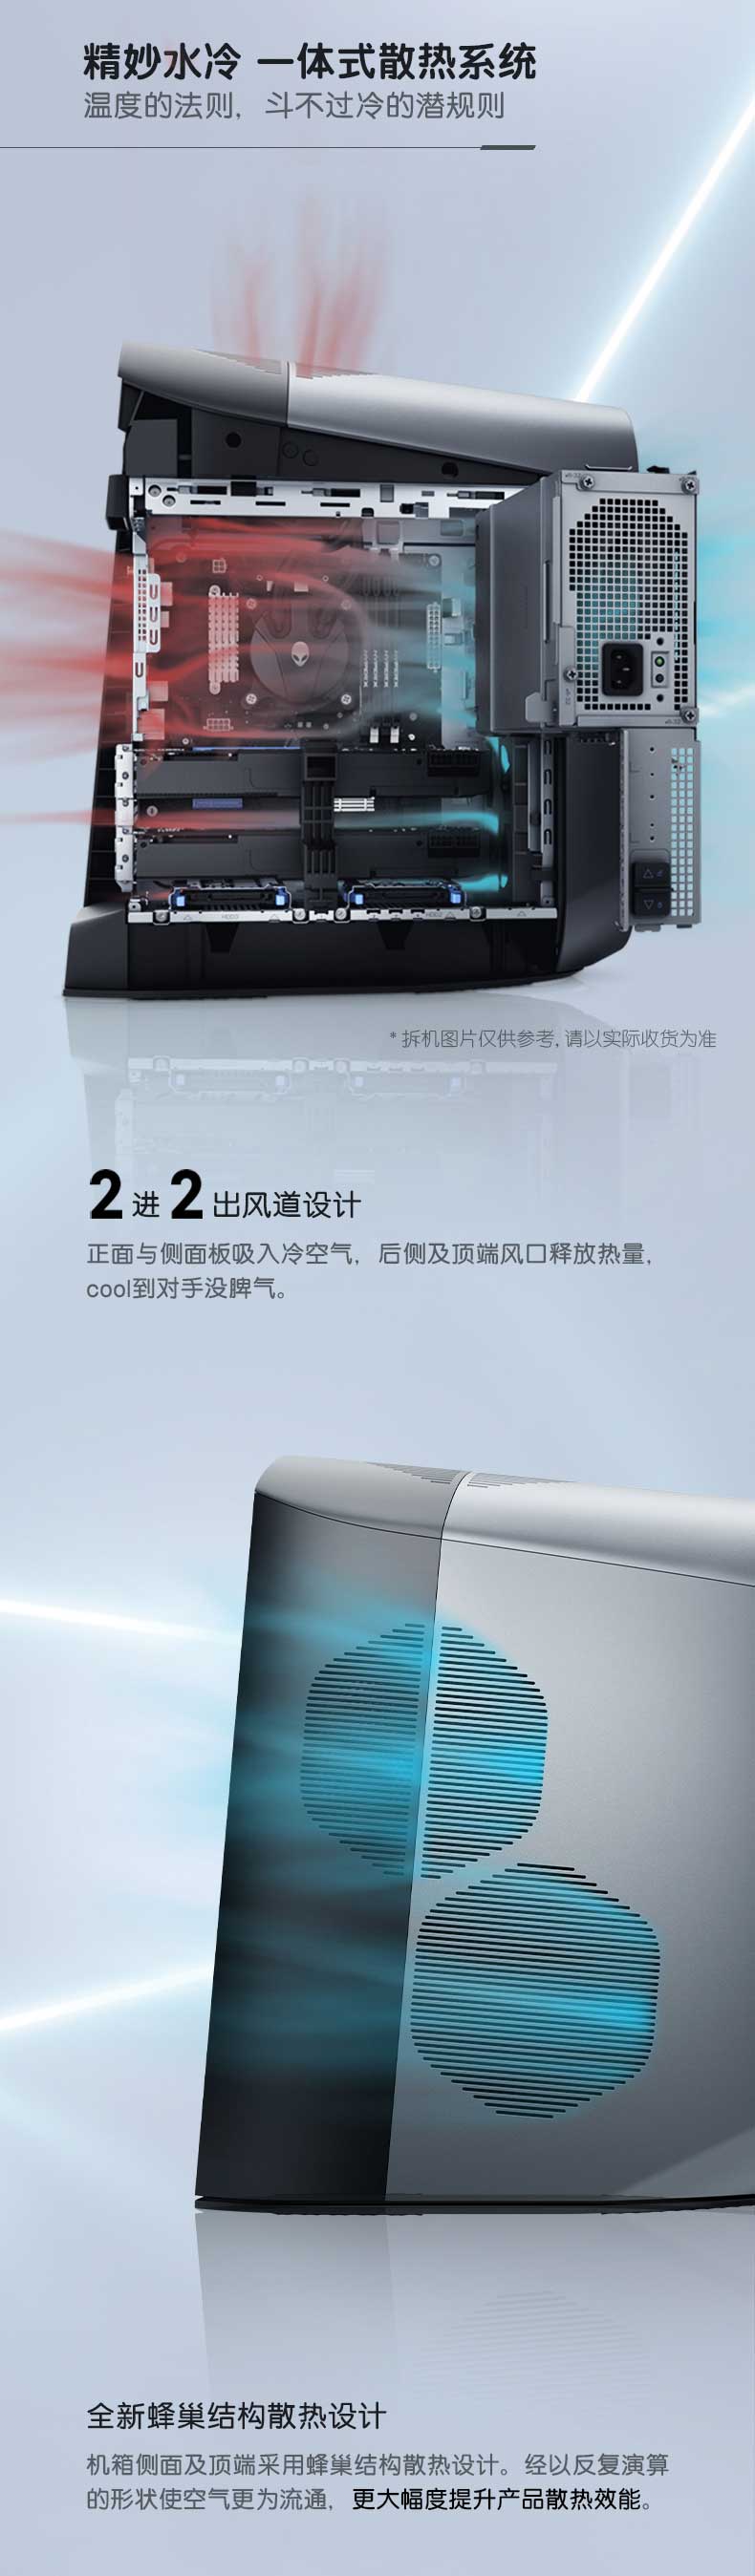 精妙水冷 一体式散热系统
温度的法则，斗不过冷的潜规则
* 拆机图片仅供参考, 请以实际收货为准
2进2出风道设计
正面与侧面板吸入冷空气，后侧及顶端风口释放热量，
cool到对手没脾气。
全新蜂巢结构散热设计
机箱侧面及顶端采用蜂巢结构散热设计。经以反复演算
的形状使空气更为流通，更大幅度提升产品散热效能。